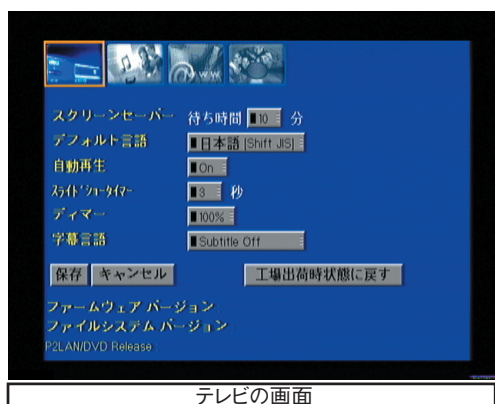 WWW
スクリーンセーバー 待ち時間 10 分
デフォルト言語 日本語 [Shift JIS]
自動再生 On
スライドショータイマー 3 秒
ディマー 100%
字幕言語 Subtitle Off
保存 キャンセル 工場出荷時状態に戻す
ファームウェア バージョン:
ファイルシステム バージョン:
P2LAN/DVD Release:
テレビの画面